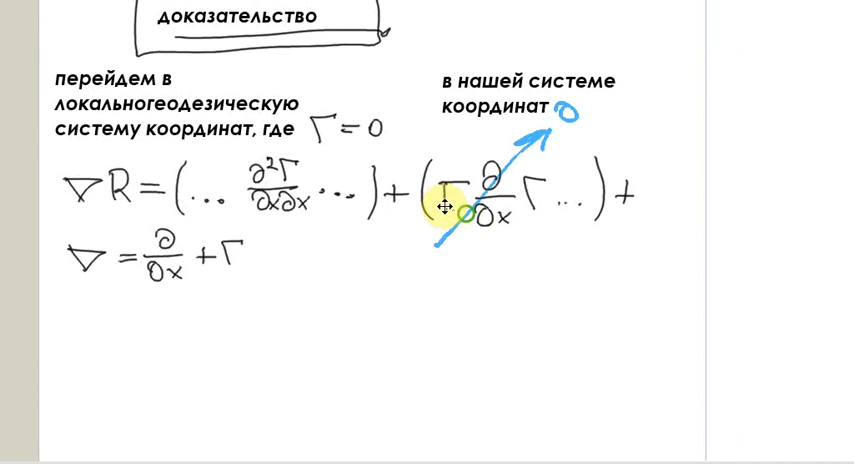 доказательство
перейдем в
локальногеодезическую
систему координат, где Γ = 0
в нашей системе
координат 0
∇R = (... ∂²Γ/∂x∂x ...) + (Γ ∂/∂x Γ ...) +
∇ = ∂/∂x + Γ